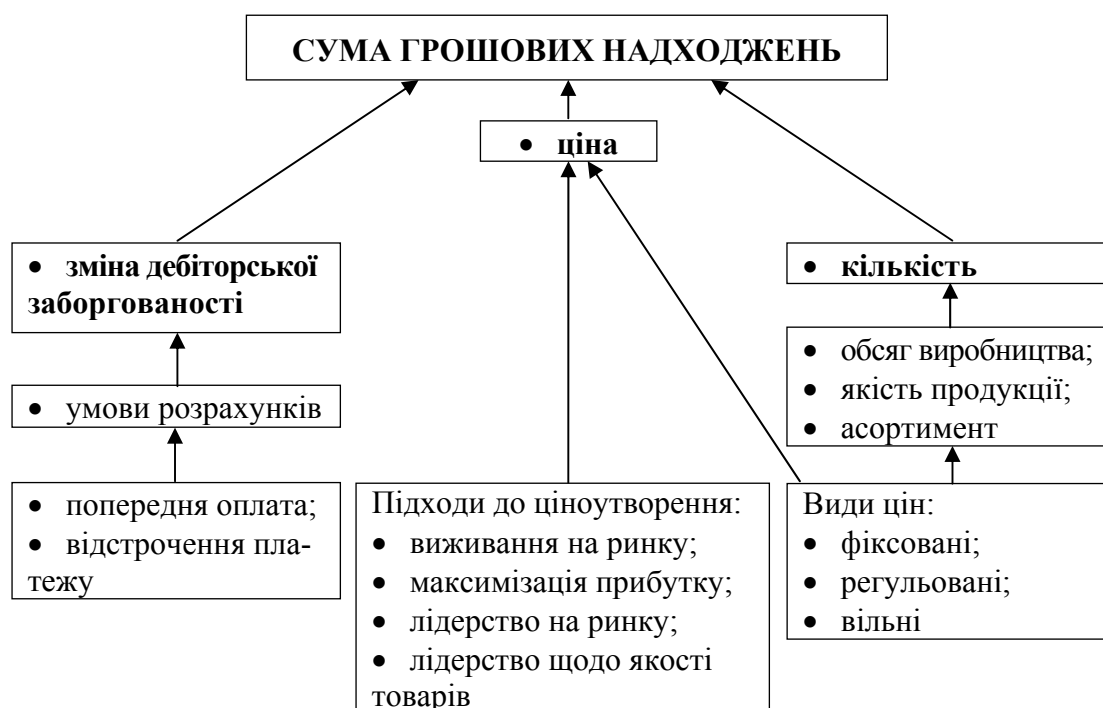 СУМА ГРОШОВИХ НАДХОДЖЕНЬ
• ціна
• зміна дебіторської
заборгованості
• кількість
• обсяг виробництва;
• якість продукції;
• асортимент
• умови розрахунків
• попередня оплата;
• відстрочення пла-
тежу
Підходи до ціноутворення:
• виживання на ринку;
• максимізація прибутку;
• лідерство на ринку;
• лідерство щодо якості
товарів
Види цін:
• фіксовані;
• регульовані;
• вільні